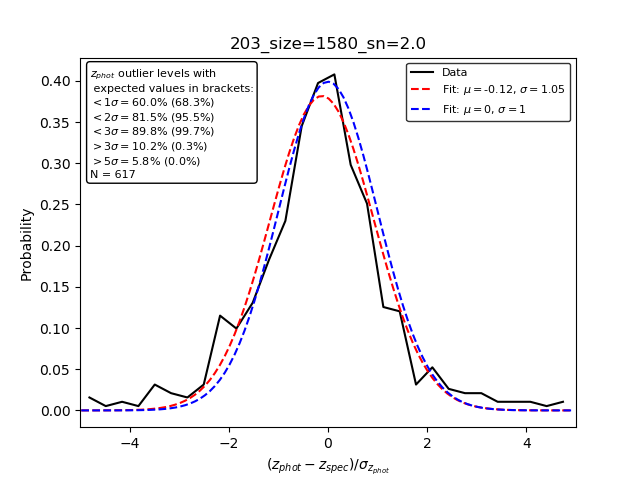 203_size=1580_sn=2.0
z_phot outlier levels with
expected values in brackets:
< 1σ = 60.0% (68.3%)
< 2σ = 81.5% (95.5%)
< 3σ = 89.8% (99.7%)
> 3σ = 10.2% (0.3%)
> 5σ = 5.8% (0.0%)
N = 617
Data
Fit: μ = -0.12, σ = 1.05
Fit: μ = 0, σ = 1
Probability
0.40
0.35
0.30
0.25
0.20
0.15
0.10
0.05
0.00
−4 −2 0 2 4
(z_phot − z_spec)/σ_z_phot